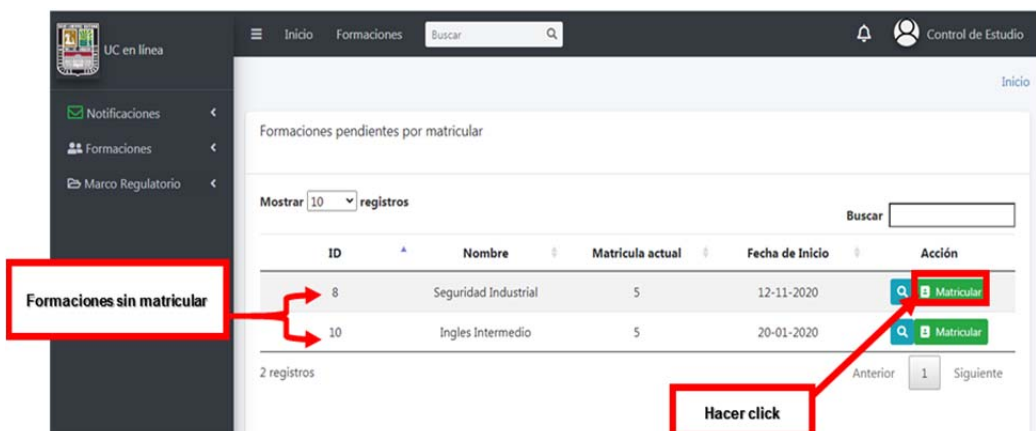 UC en línea
Inicio Formaciones Buscar Control de Estudio
Inicio
Notificaciones
Formaciones
Marco Regulatorio
Formaciones pendientes por matricular
Mostrar 10 registros
Buscar
ID Nombre Matricula actual Fecha de Inicio Acción
8 Seguridad Industrial 5 12-11-2020 Matricular
10 Ingles Intermedio 5 20-01-2020 Matricular
2 registros Anterior 1 Siguiente
Formaciones sin matricular
Hacer click